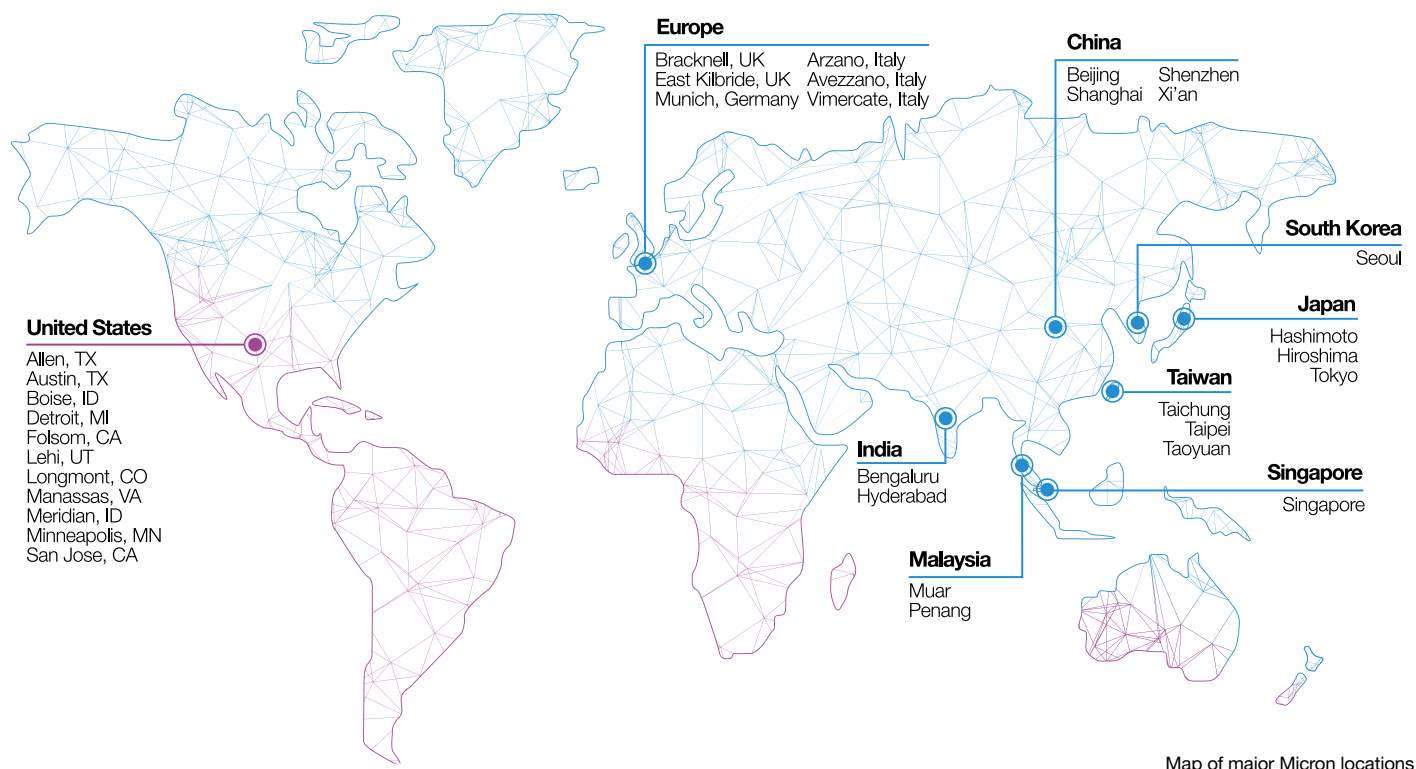 Europe
Bracknell, UK
East Kilbride, UK
Munich, Germany
Arzano, Italy
Avezzano, Italy
Vimercate, Italy
China
Beijing
Shanghai
Shenzhen
Xi'an
South Korea
Seoul
United States
Allen, TX
Austin, TX
Boise, ID
Detroit, MI
Folsom, CA
Lehi, UT
Longmont, CO
Manassas, VA
Meridian, ID
Minneapolis, MN
San Jose, CA
Japan
Hashimoto
Hiroshima
Tokyo
Taiwan
Taichung
Taipei
Taoyuan
India
Bengaluru
Hyderabad
Singapore
Singapore
Malaysia
Muar
Penang
Map of major Micron locations